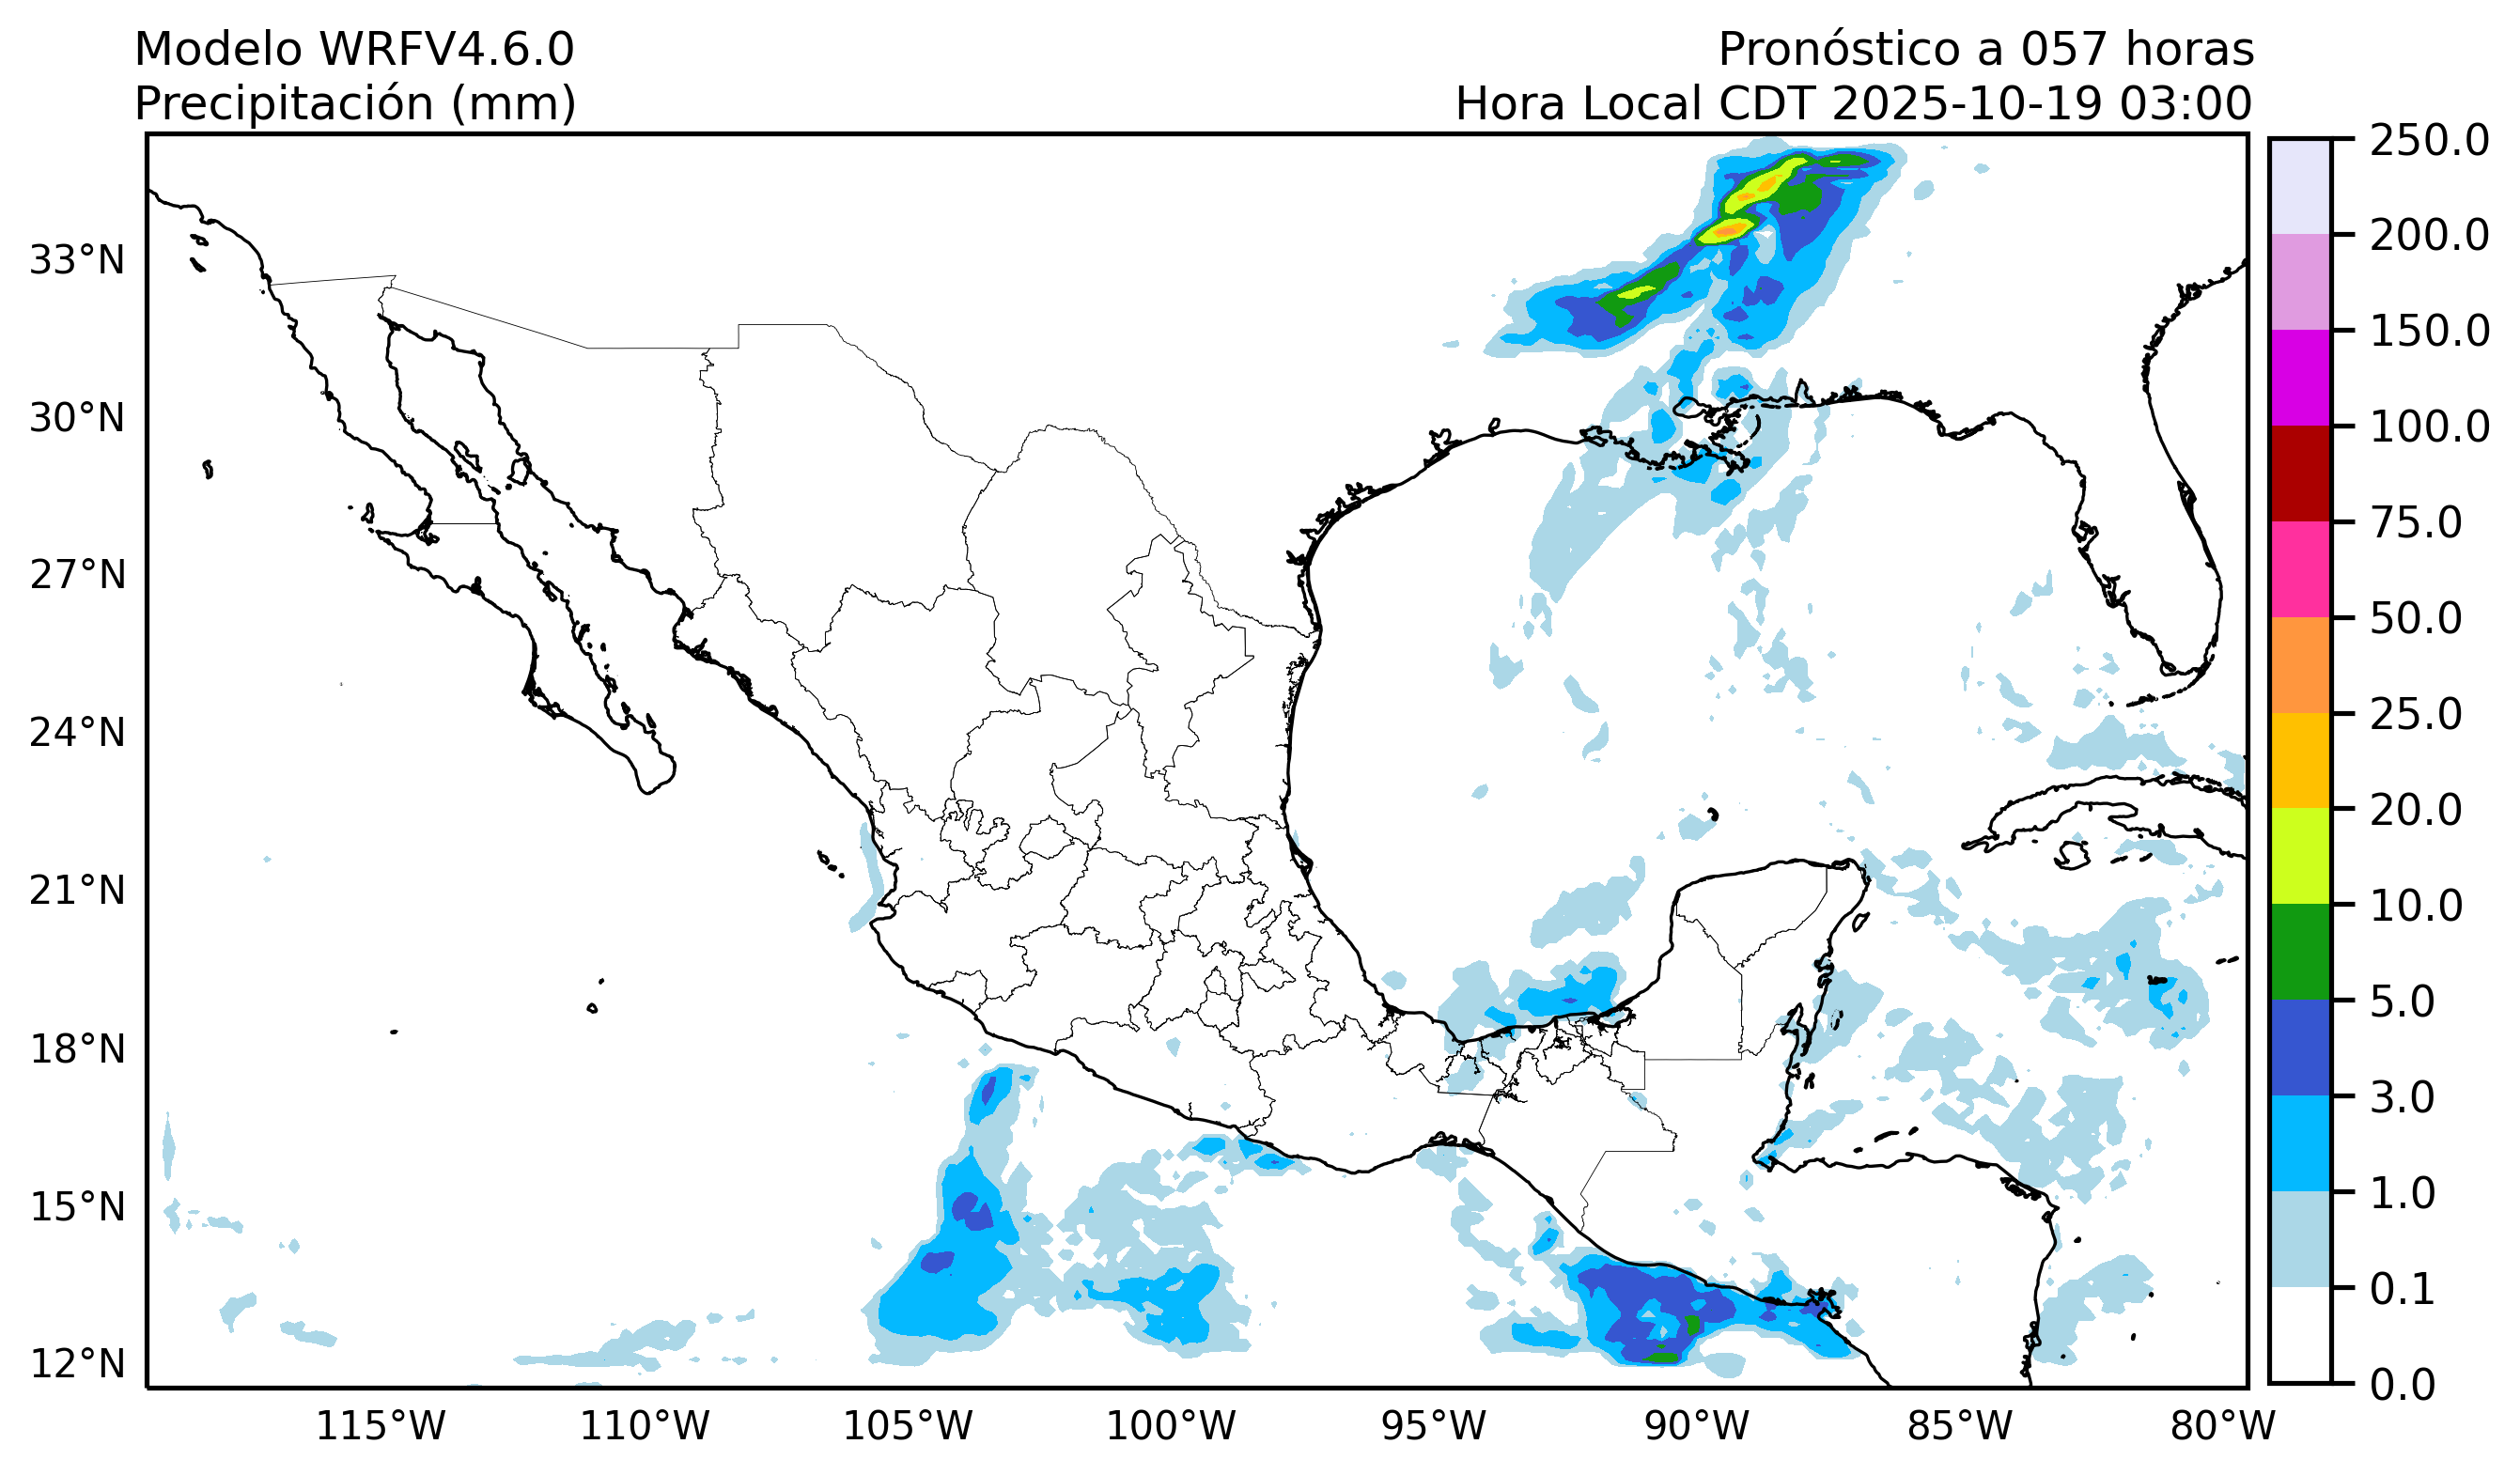 Modelo WRFV4.6.0
Precipitación (mm)
Pronóstico a 057 horas
Hora Local CDT 2025-10-19 03:00
33°N
30°N
27°N
24°N
21°N
18°N
15°N
12°N
115°W
110°W
105°W
100°W
95°W
90°W
85°W
80°W
250.0
200.0
150.0
100.0
75.0
50.0
25.0
20.0
10.0
5.0
3.0
1.0
0.1
0.0